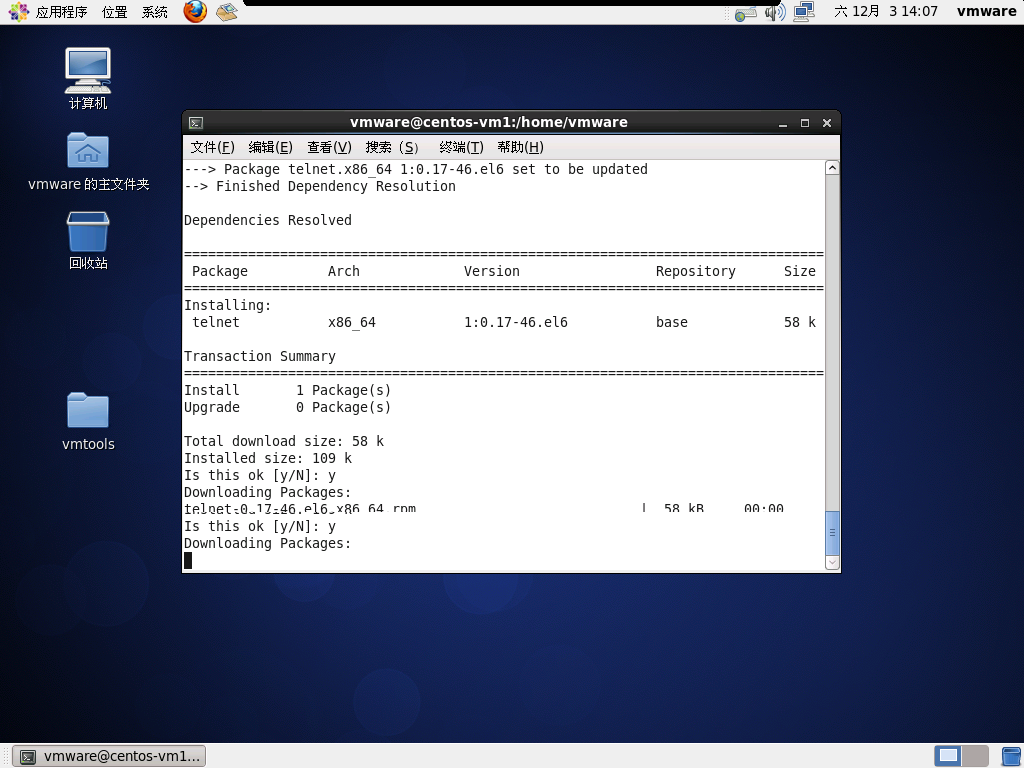 应用程序 位置 系统 六 12月 3 14:07 vmware
计算机
vmware 的主文件夹
回收站
vmtools
vmware@centos-vm1:/home/vmware
文件(F) 编辑(E) 查看(V) 搜索 (S) 终端(T) 帮助(H)
---> Package telnet.x86_64 1:0.17-46.el6 set to be updated
--> Finished Dependency Resolution
Dependencies Resolved
================================================================================
Package Arch Version Repository Size
================================================================================
Installing:
telnet x86_64 1:0.17-46.el6 base 58 k
Transaction Summary
================================================================================
Install 1 Package(s)
Upgrade 0 Package(s)
Total download size: 58 k
Installed size: 109 k
Is this ok [y/N]: y
Downloading Packages:
telnet-0.17-46.el6.x86_64.rpm | 58 kB 00:00
Is this ok [y/N]: y
Downloading Packages:
vmware@centos-vm1...